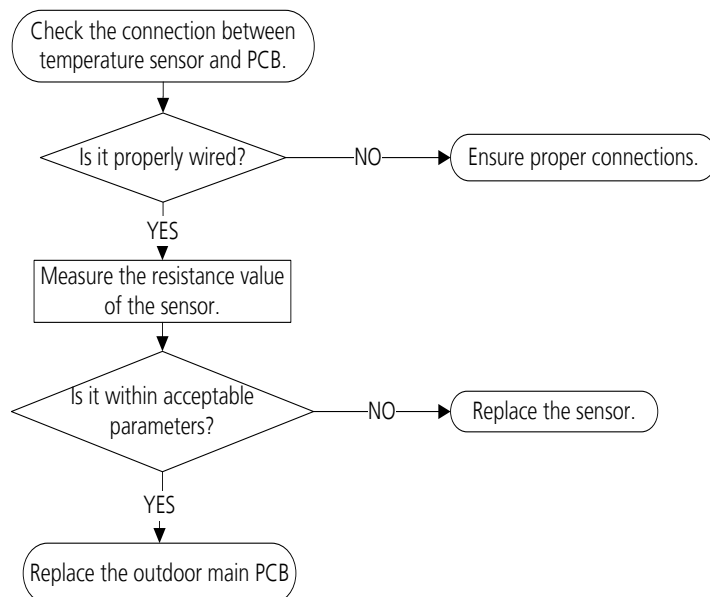 Check the connection between
temperature sensor and PCB.
Is it properly wired?
NO
Ensure proper connections.
YES
Measure the resistance value
of the sensor.
Is it within acceptable
parameters?
NO
Replace the sensor.
YES
Replace the outdoor main PCB